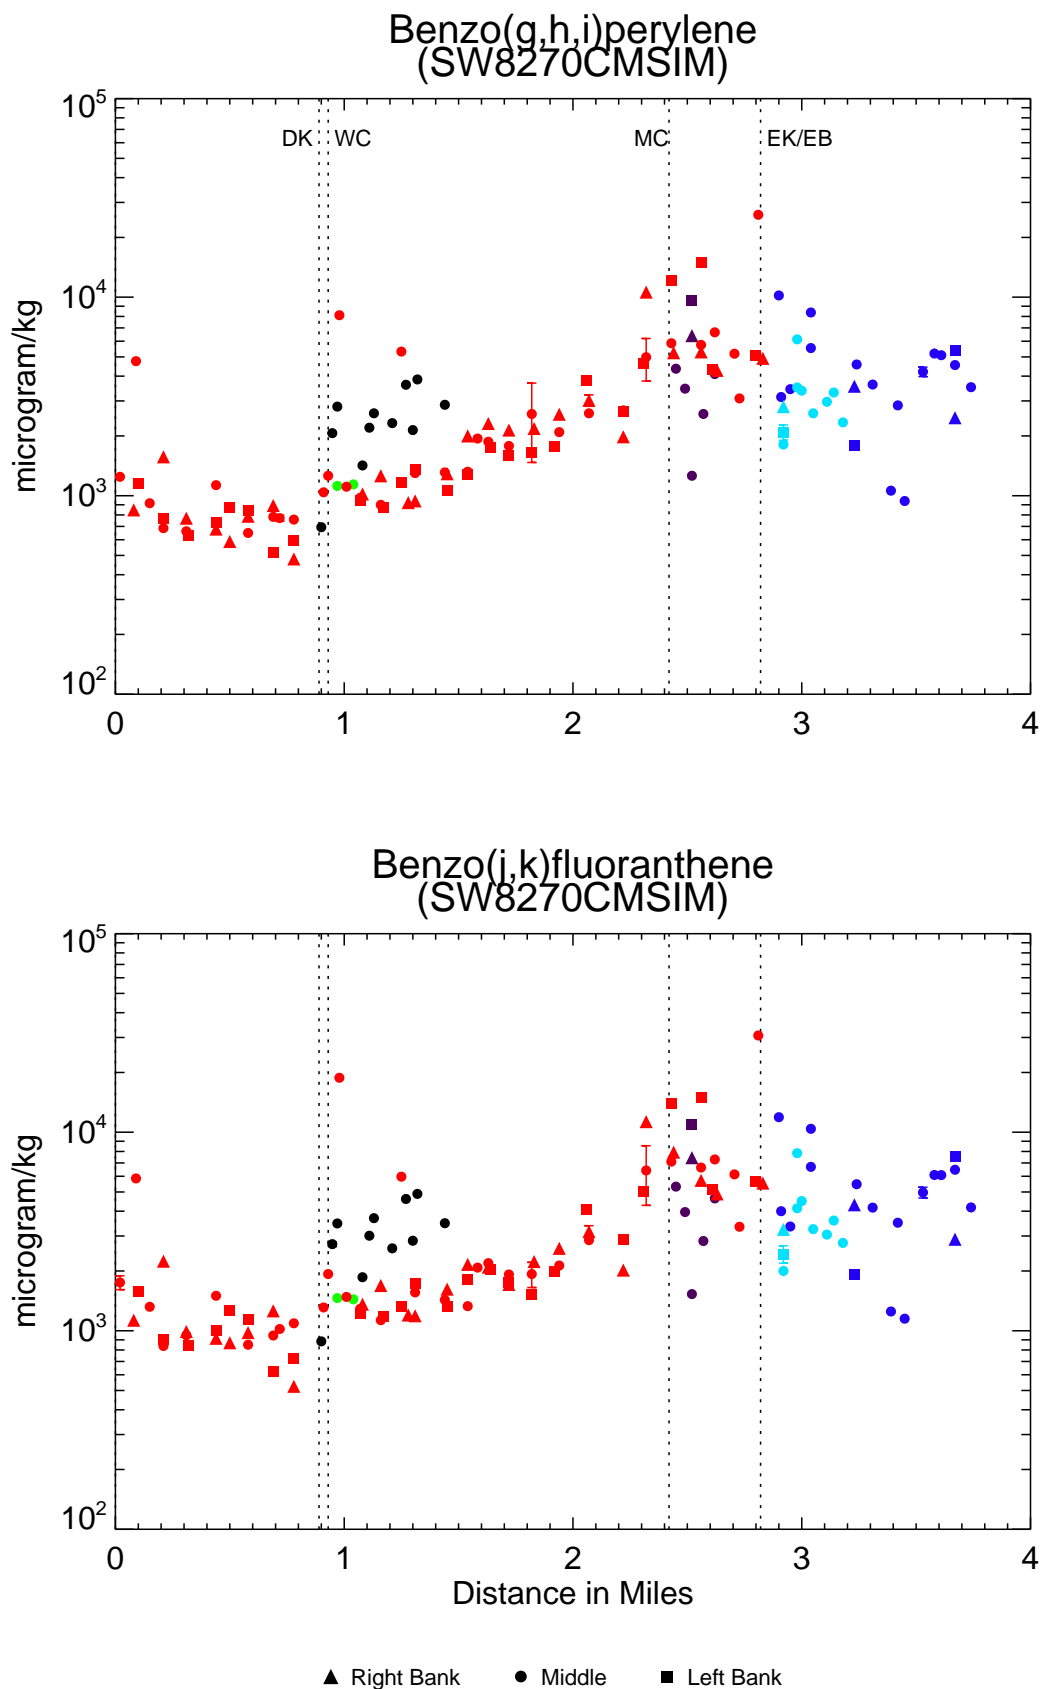 Benzo(g,h,i)perylene
(SW8270CMSIM)
10^5
DK WC MC EK/EB
10^4
microgram/kg
10^3
10^2
0 1 2 3 4
Benzo(j,k)fluoranthene
(SW8270CMSIM)
10^5
10^4
microgram/kg
10^3
10^2
0 1 2 3 4
Distance in Miles
Right Bank Middle Left Bank